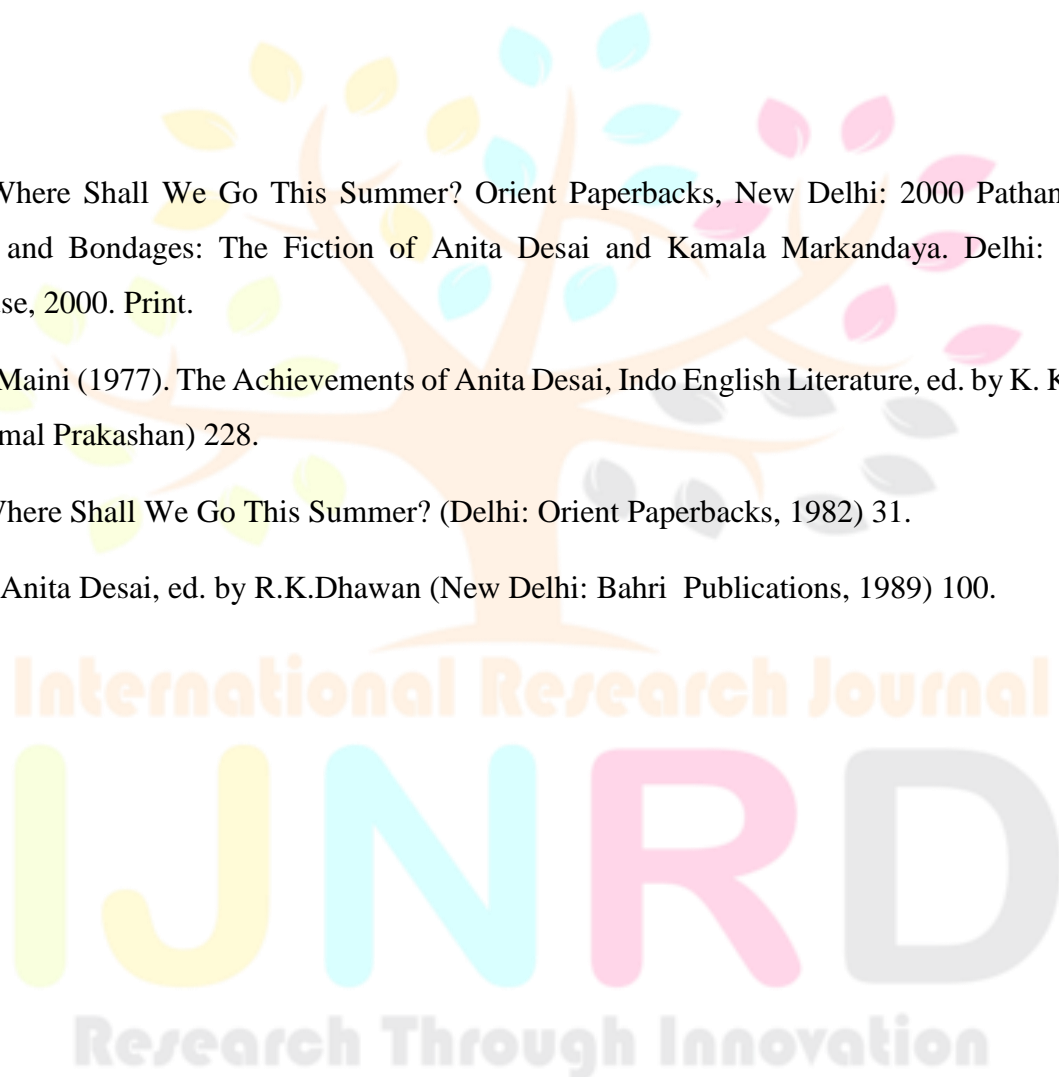 Where Shall We Go This Summer? Orient Paperbacks, New Delhi: 2000 Pathan
and Bondages: The Fiction of Anita Desai and Kamala Markandaya. Delhi:
se, 2000. Print.
Maini (1977). The Achievements of Anita Desai, Indo English Literature, ed. by K. K
mal Prakashan) 228.
Where Shall We Go This Summer? (Delhi: Orient Paperbacks, 1982) 31.
Anita Desai, ed. by R.K.Dhawan (New Delhi: Bahri Publications, 1989) 100.
International Research Journal
IJNRD
Research Through Innovation